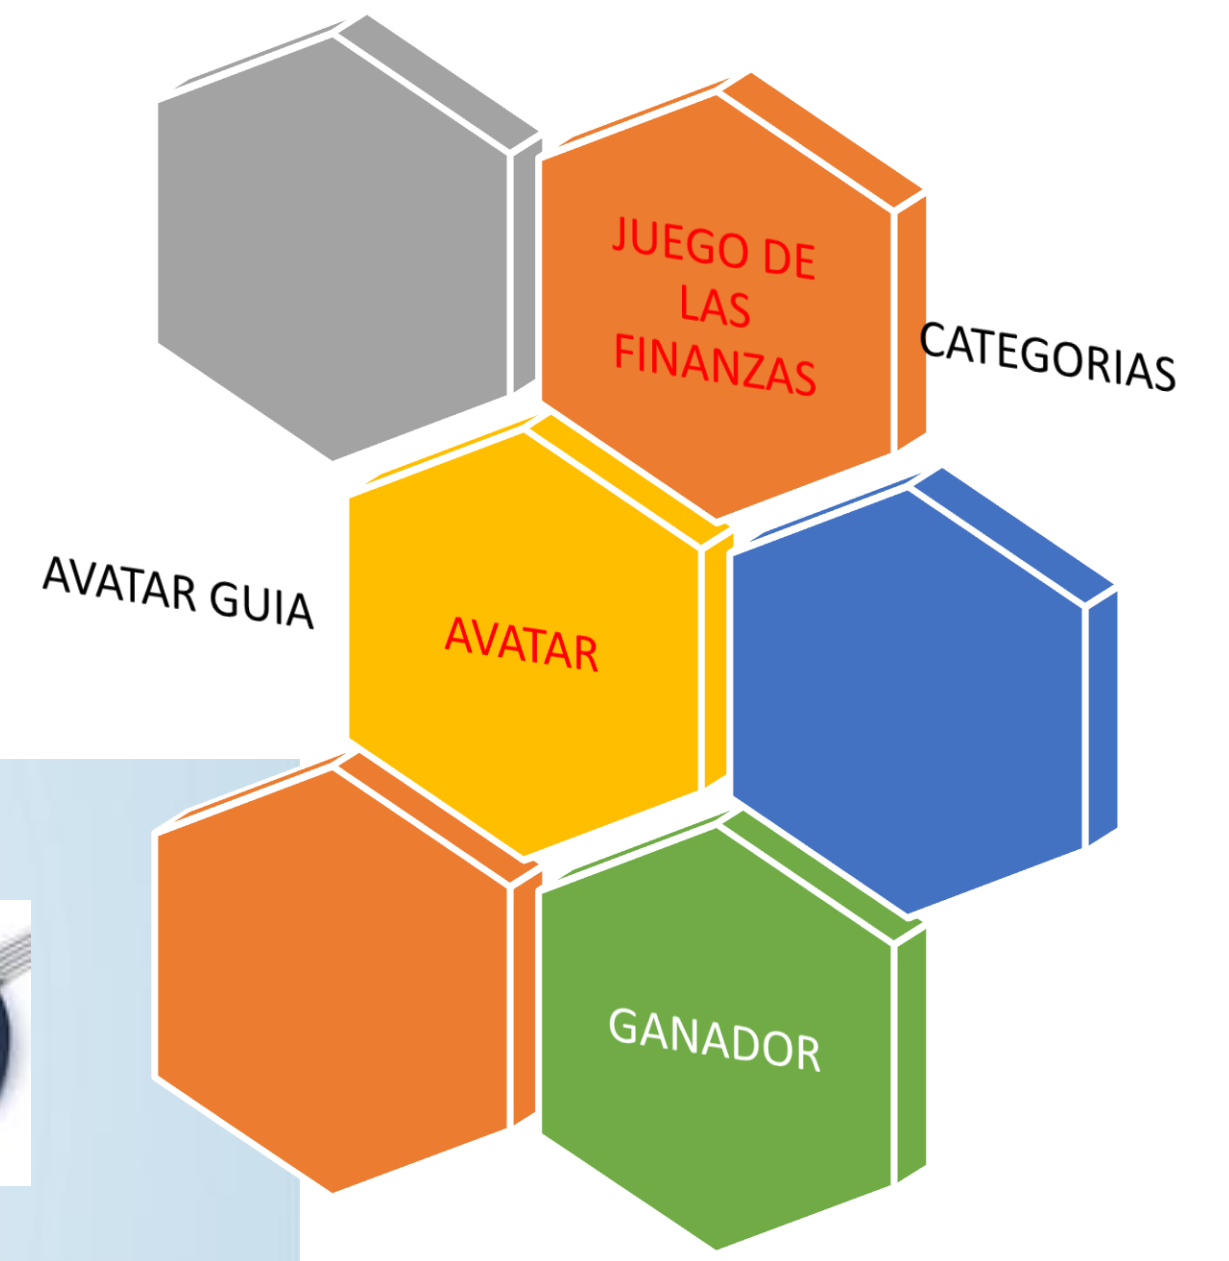 JUEGO DE
LAS
FINANZAS
CATEGORIAS
AVATAR GUIA
AVATAR
GANADOR